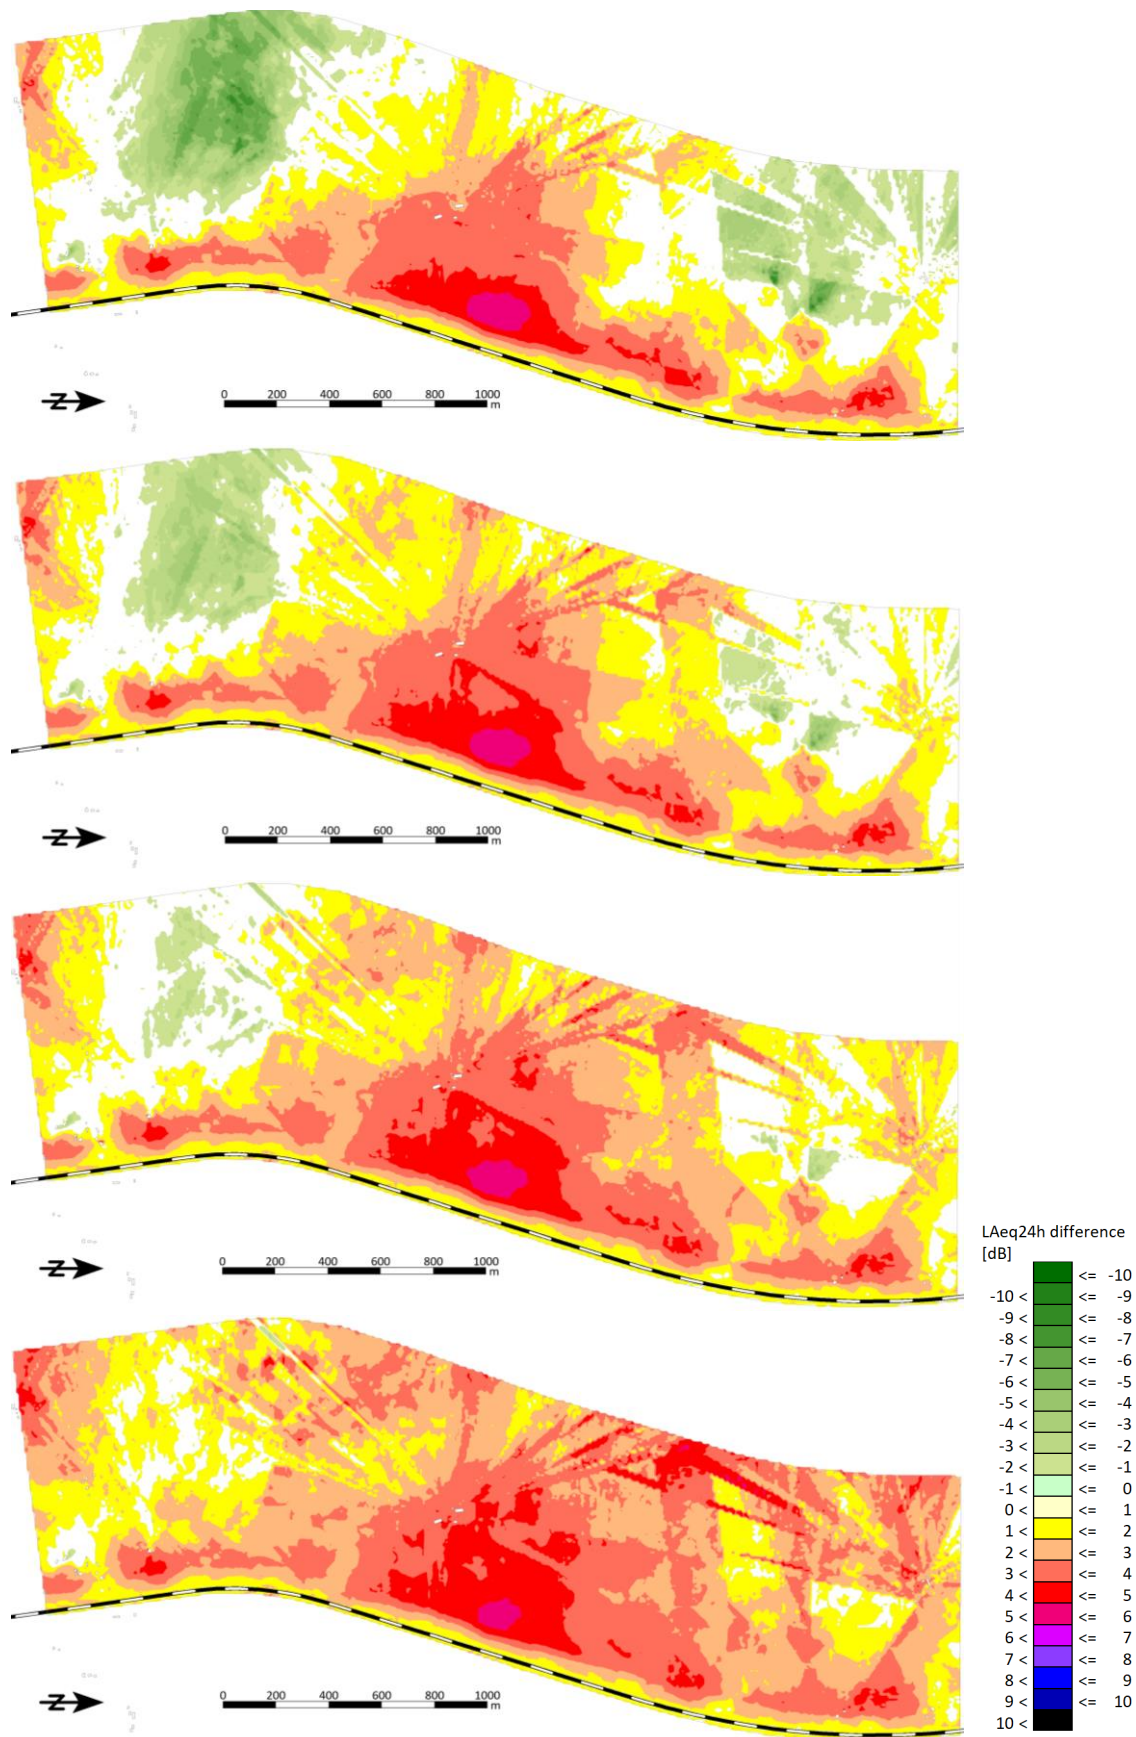 Z
0 200 400 600 800 1000
m
Z
0 200 400 600 800 1000
m
Z
0 200 400 600 800 1000
m
Z
0 200 400 600 800 1000
m
LAeq24h difference
[dB]
<= -10
-10 < <= -9
-9 < <= -8
-8 < <= -7
-7 < <= -6
-6 < <= -5
-5 < <= -4
-4 < <= -3
-3 < <= -2
-2 < <= -1
-1 < <= 0
0 < <= 1
1 < <= 2
2 < <= 3
3 < <= 4
4 < <= 5
5 < <= 6
6 < <= 7
7 < <= 8
8 < <= 9
9 < <= 10
10 <